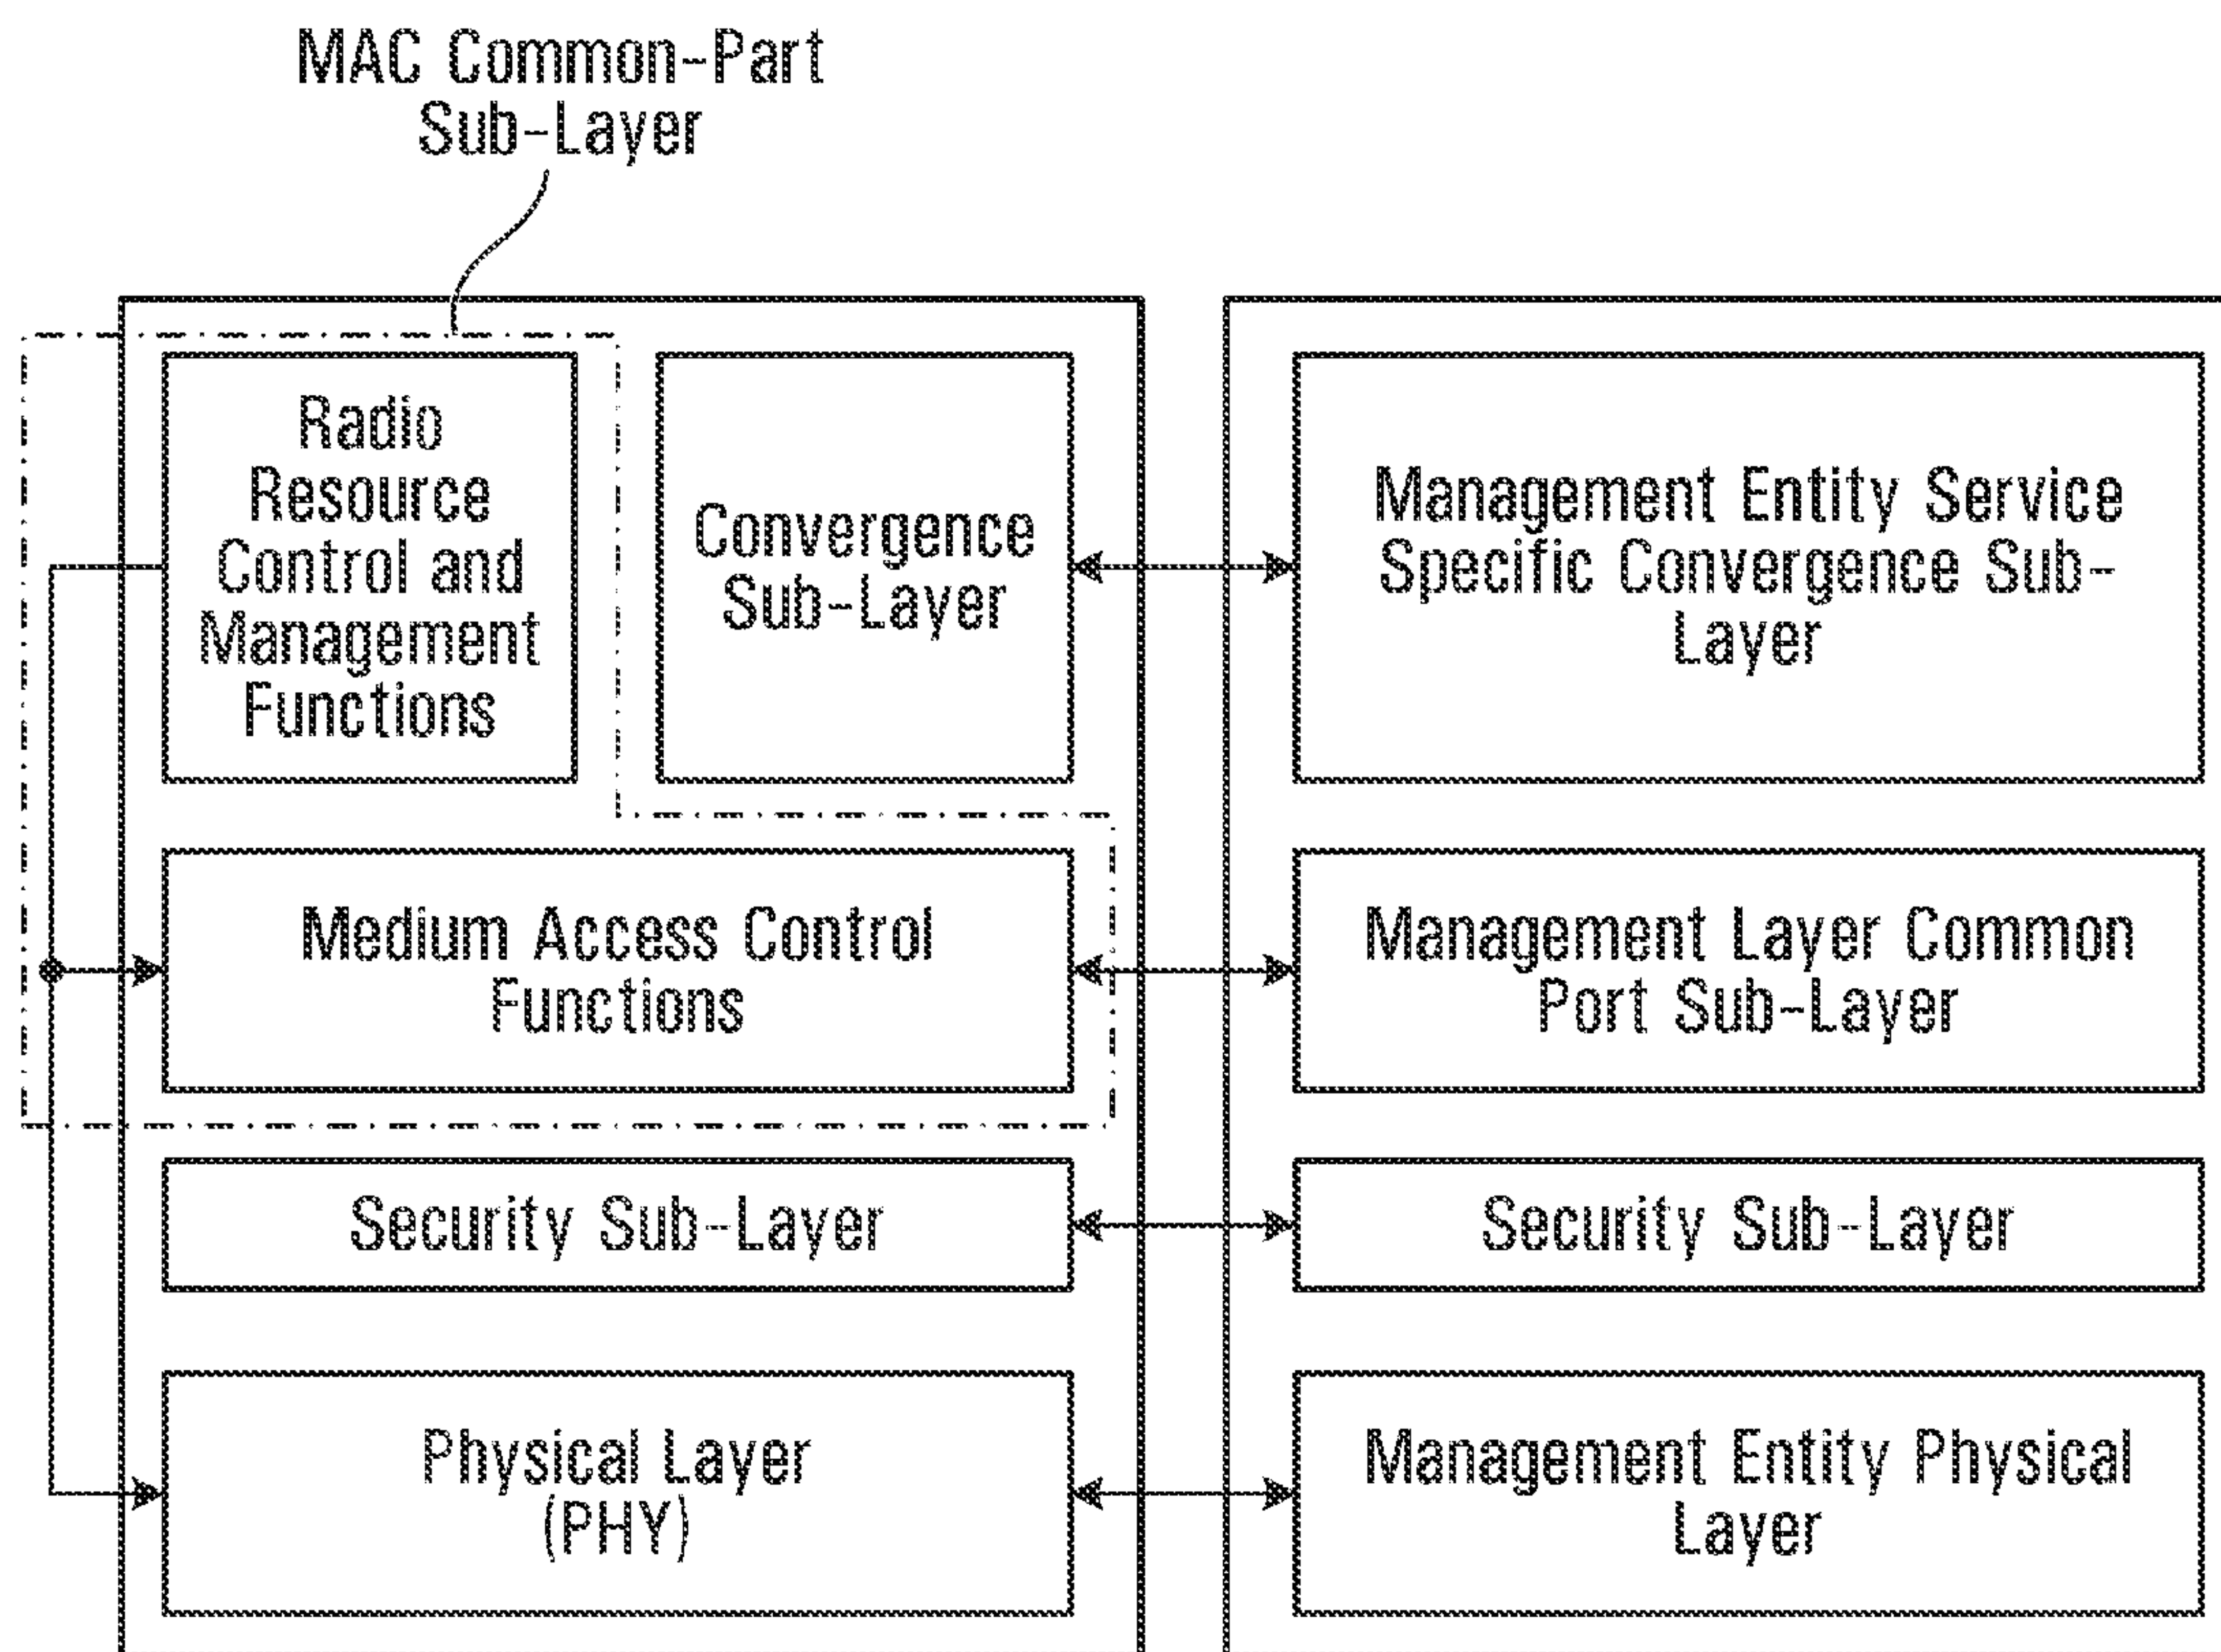 MAC Common-Part
Sub-Layer
Radio
Resource
Control and
Management
Functions
Convergence
Sub-Layer
Management Entity Service
Specific Convergence Sub-
Layer
Medium Access Control
Functions
Management Layer Common
Port Sub-Layer
Security Sub-Layer
Security Sub-Layer
Physical Layer
(PHY)
Management Entity Physical
Layer